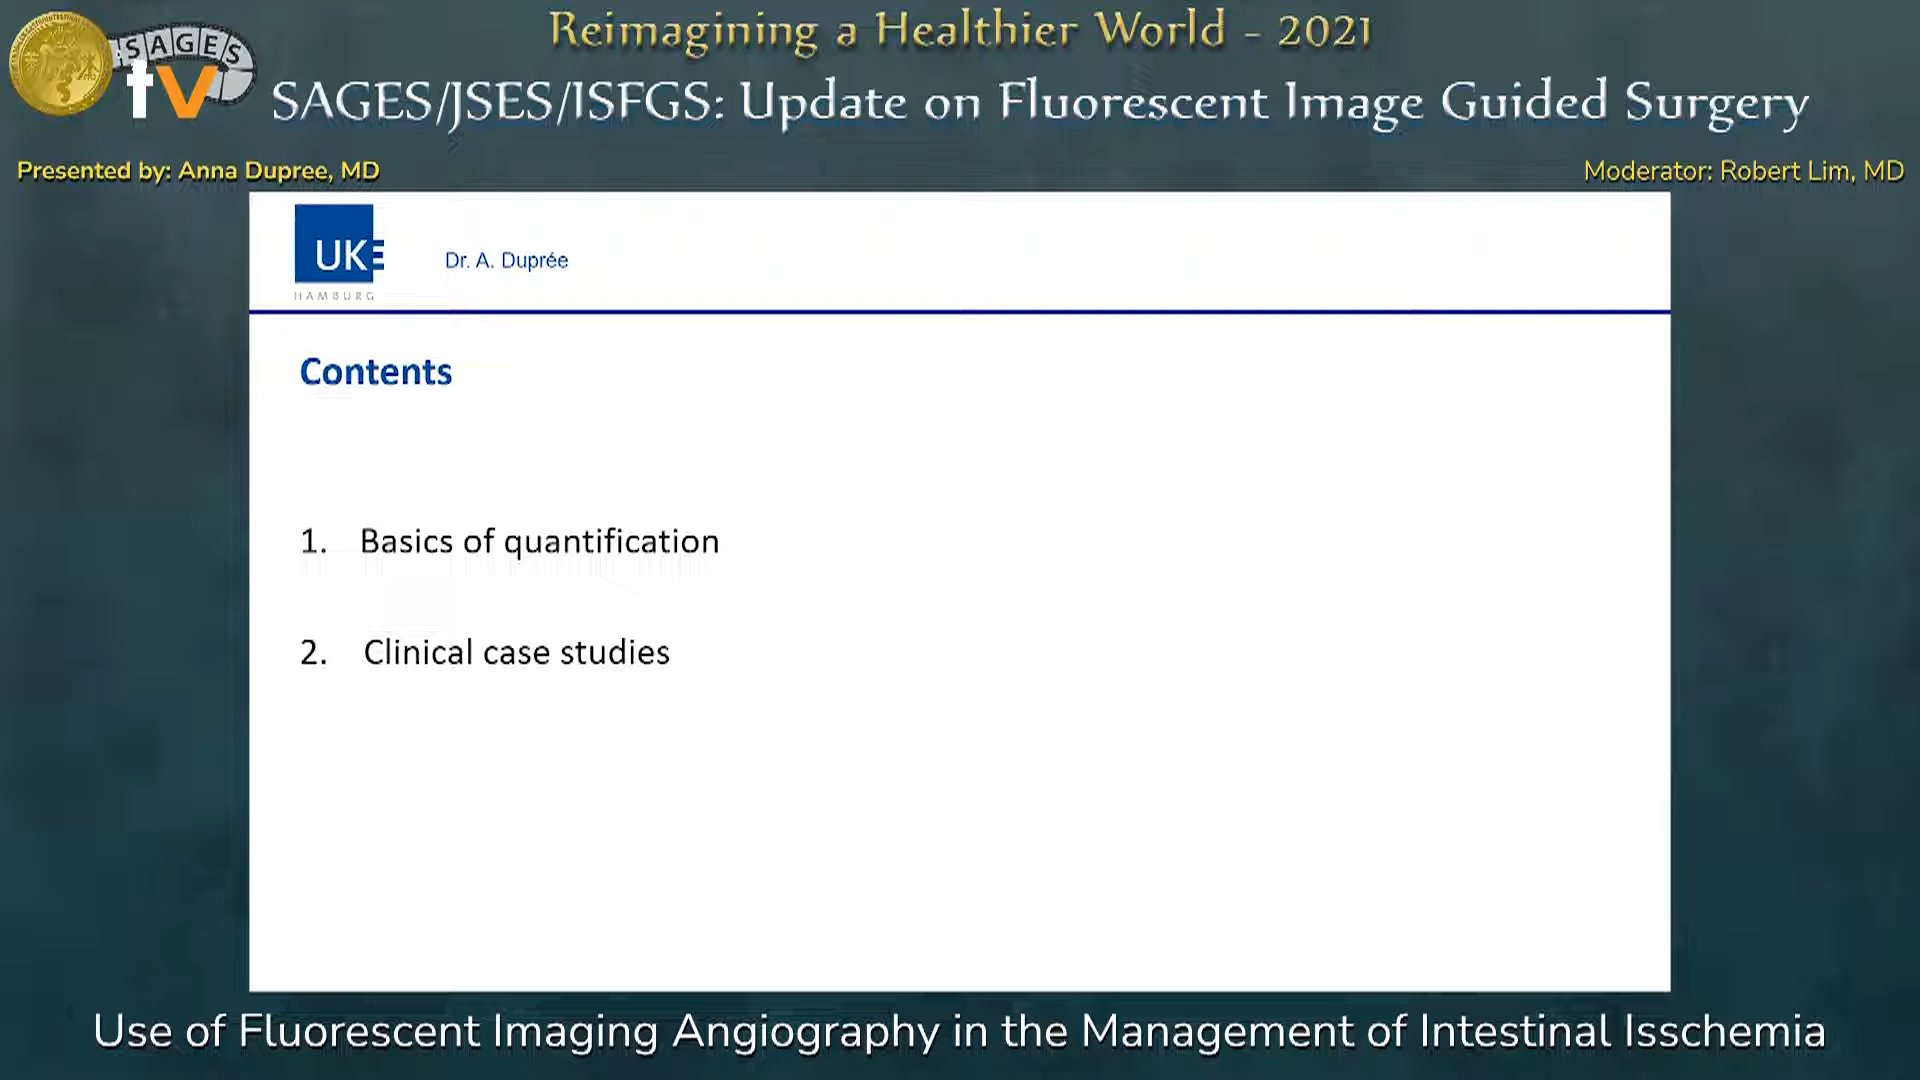 Reimagining a Healthier World - 2021
SAGES
tv
SAGES/JSES/ISFGS: Update on Fluorescent Image Guided Surgery
Presented by: Anna Dupree, MD
Moderator: Robert Lim, MD
UKE
HAMBURG
Dr. A. Duprée
Contents
1. Basics of quantification
2. Clinical case studies
Use of Fluorescent Imaging Angiography in the Management of Intestinal Isschemia